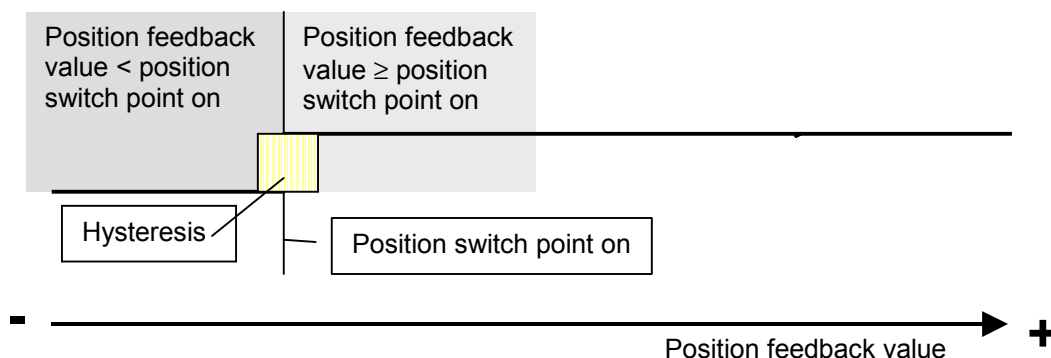 Position feedback
value < position
switch point on
Position feedback
value ≥ position
switch point on
Hysteresis
Position switch point on
-
+
Position feedback value